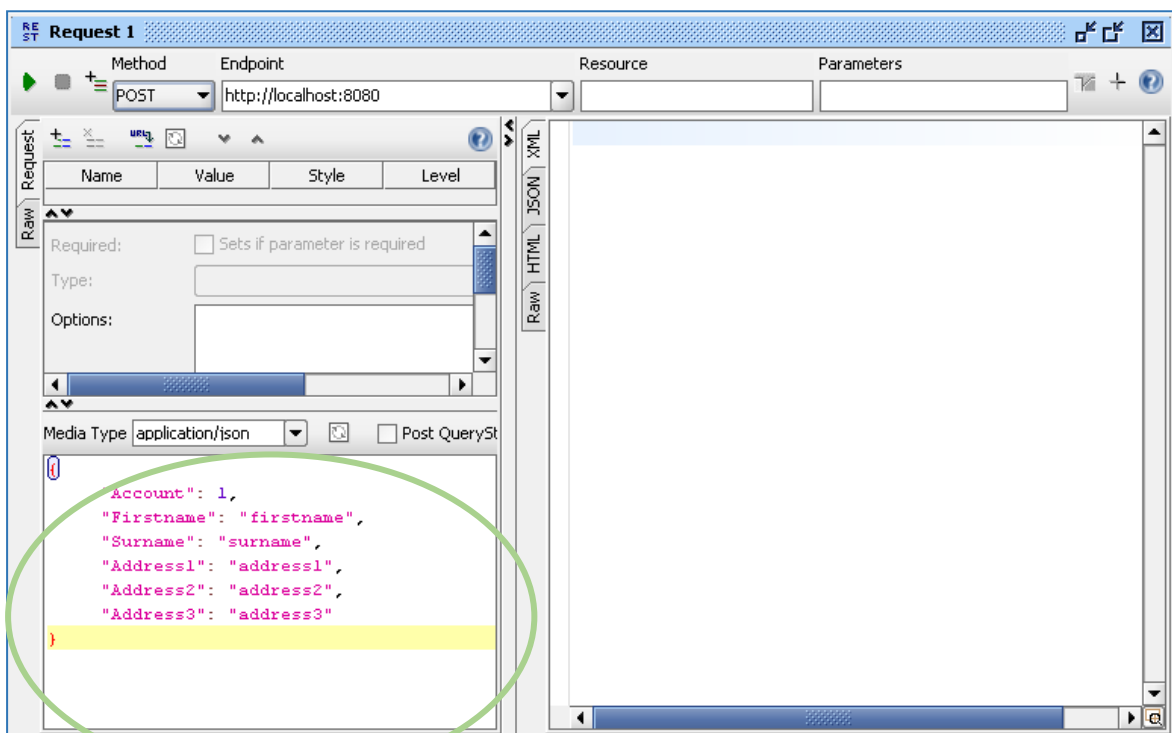 REST Request 1
Method Endpoint Resource Parameters
POST http://localhost:8080
Request
Raw
URL
Name Value Style Level
Required: Sets if parameter is required
Type:
Options:
Media Type application/json Post QuerySt
{
"Account": 1,
"Firstname": "firstname",
"Surname": "surname",
"Address1": "address1",
"Address2": "address2",
"Address3": "address3"
}
XML
JSON
HTML
Raw